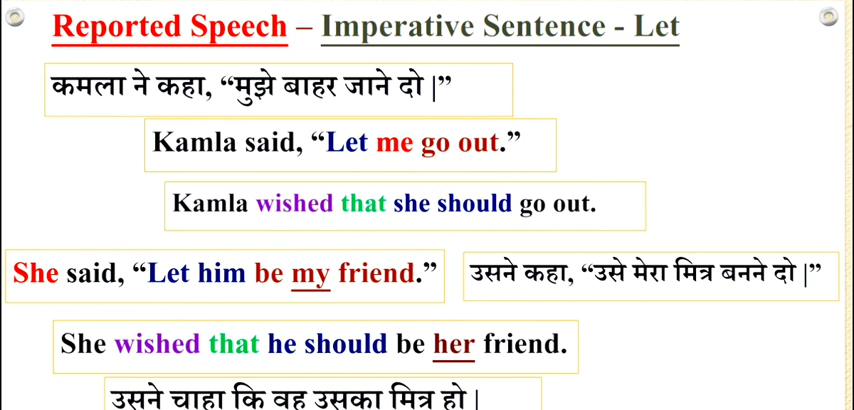 Reported Speech – Imperative Sentence - Let
कमला ने कहा, “मुझे बाहर जाने दो |”
Kamla said, “Let me go out.”
Kamla wished that she should go out.
She said, “Let him be my friend.” उसने कहा, “उसे मेरा मित्र बनने दो |”
She wished that he should be her friend.
उसने चाहा कि वह उसका मित्र हो |